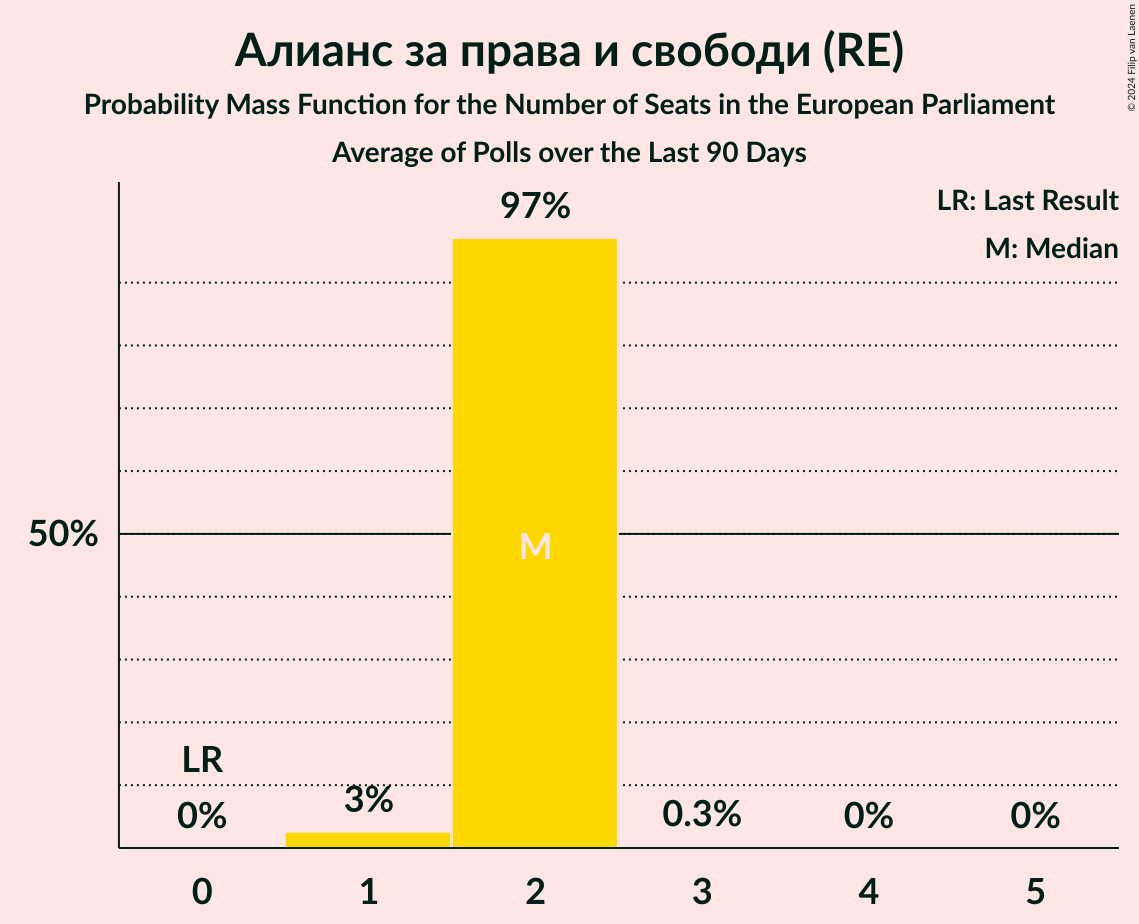 Алианс за права и свободи (RE)
Probability Mass Function for the Number of Seats in the European Parliament
Average of Polls over the Last 90 Days
© 2024 Filip van Laenen
LR: Last Result
M: Median
97%
50%
M
LR
0%
3%
0.3%
0%
0%
0
1
2
3
4
5